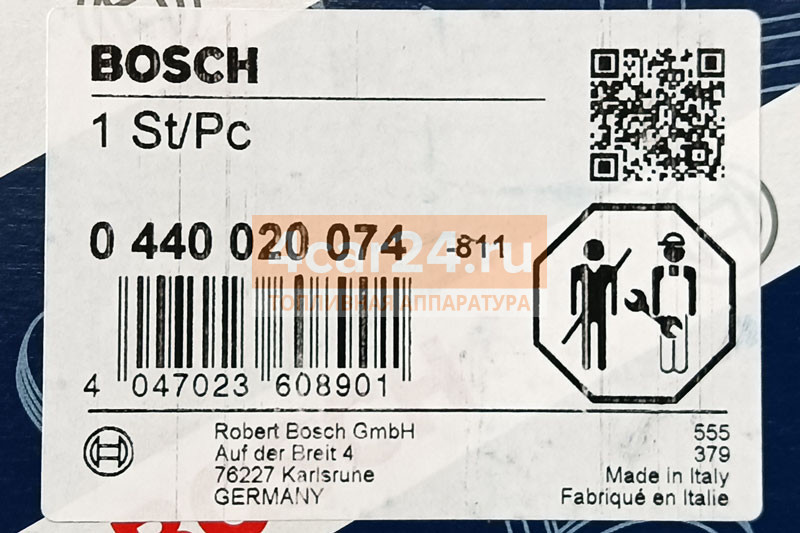 BOSCH
1 St/Pc
0 440 020 074 -811
4car24.ru
ТОПЛИВНАЯ АППАРАТУРА
4 047023 608901
Robert Bosch GmbH
Auf der Breit 4
76227 Karlsruhe
GERMANY
555
379
Made in Italy
Fabriqué en Italie